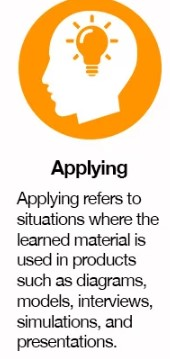 Applying
Applying refers to
situations where the
learned material is
used in products
such as diagrams,
models, interviews,
simulations, and
presentations.